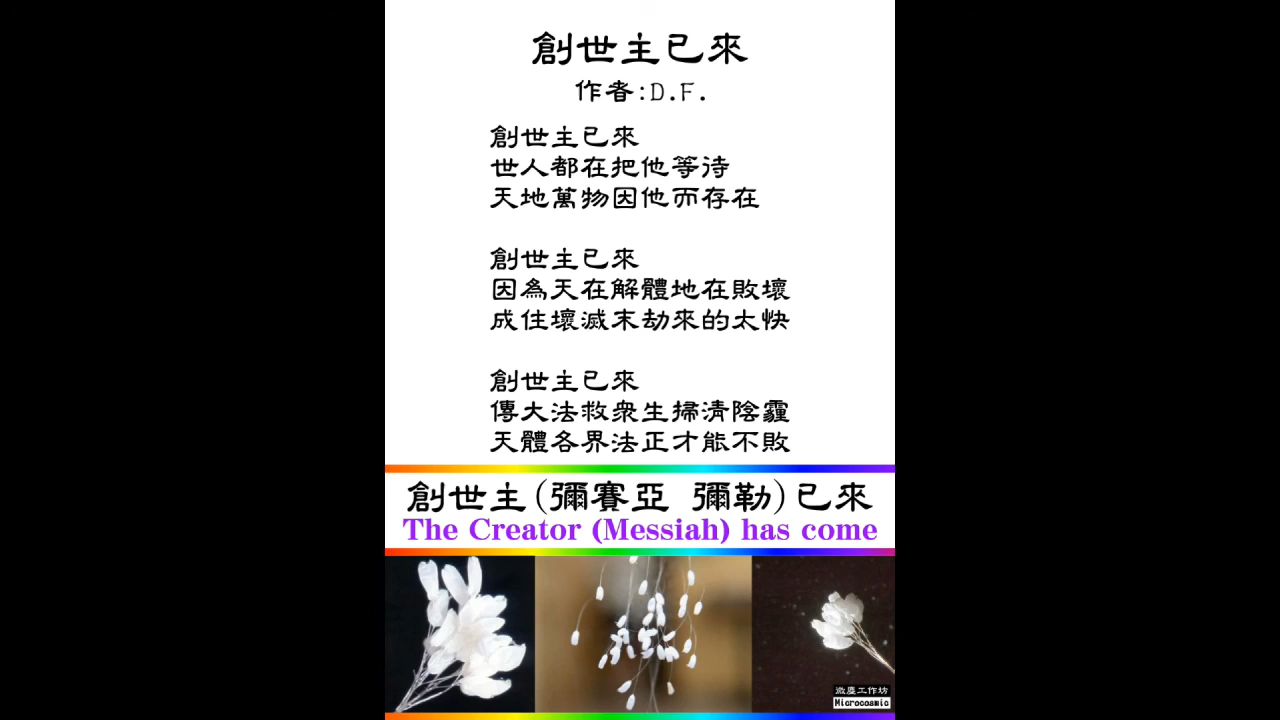 創世主已來
作者:D.F.
創世主已來
世人都在把他等待
天地萬物因他而存在
創世主已來
因為天在解體地在敗壞
成住壞滅末劫來的太快
創世主已來
傳大法救眾生掃清陰霾
天體各界法正才能不敗
創世主(彌賽亞 彌勒)已來
The Creator (Messiah) has come
微塵工作坊
Microcosmic